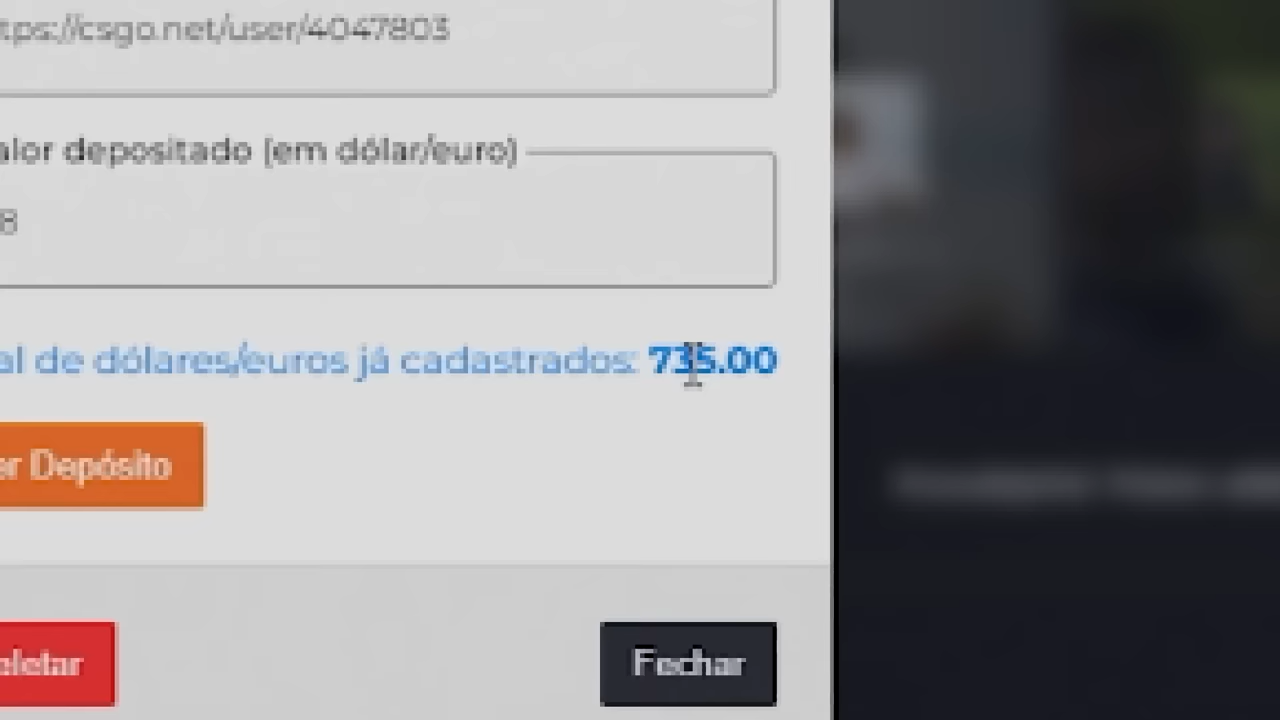 tps://csgo.net/user/4047803
alor depositado (em dólar/euro)
8
al de dólares/euros já cadastrados: 735.00
er Depósito
eletar
Fechar